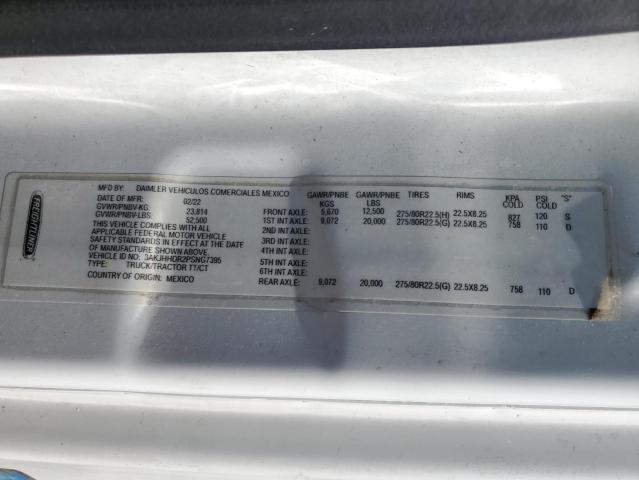 FREIGHTLINER
MFD BY: DAIMLER VEHICULOS COMERCIALES MEXICO
DATE OF MFR: 02/22
GVWR/PNBV-KG: 23,814
GVWR/PNBV-LBS: 52,500
THIS VEHICLE COMPLIES WITH ALL
APPLICABLE FEDERAL MOTOR VEHICLE
SAFETY STANDARDS IN EFFECT ON DATE
OF MANUFACTURE SHOWN ABOVE.
VEHICLE ID: 3AKJHHDR2PSNG7395
TYPE: TRUCK/TRACTOR TT/CT
COUNTRY OF ORIGIN: MEXICO
GAWR/PNBE KGS GAWR/PNBE LBS TIRES RIMS KPA COLD PSI COLD "S"
FRONT AXLE: 5,670 12,500 275/80R22.5(H) 22.5X8.25 827 120 S
1ST INT AXLE: 9,072 20,000 275/80R22.5(G) 22.5X8.25 758 110 D
2ND INT AXLE:
3RD INT AXLE:
4TH INT AXLE:
5TH INT AXLE:
6TH INT AXLE:
REAR AXLE: 9,072 20,000 275/80R22.5(G) 22.5X8.25 758 110 D